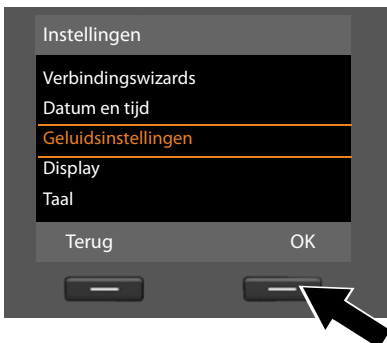 Instellingen
Verbindingswizards
Datum en tijd
Geluidsinstellingen
Display
Taal
Terug OK